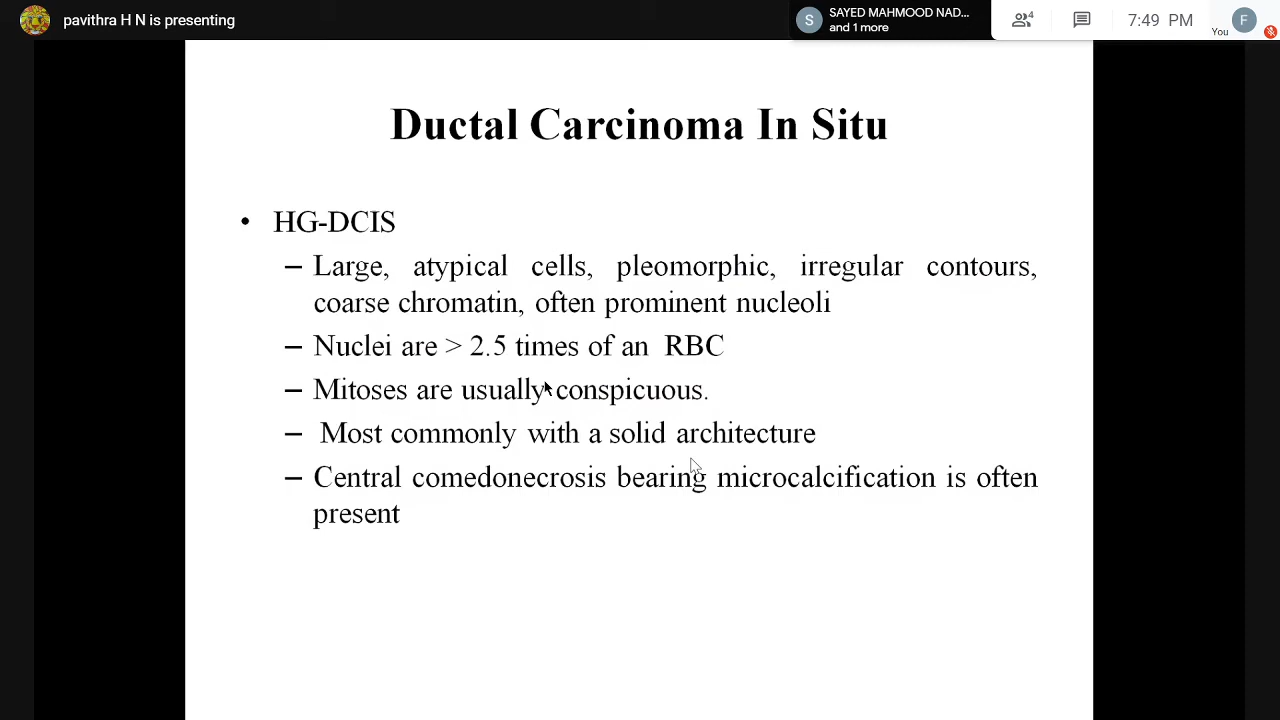 pavithra H N is presenting
SAYED MAHMOOD NAD...
and 1 more
S
4
7:49 PM
You
F
Ductal Carcinoma In Situ
• HG-DCIS
– Large, atypical cells, pleomorphic, irregular contours,
coarse chromatin, often prominent nucleoli
– Nuclei are > 2.5 times of an RBC
– Mitoses are usually conspicuous.
– Most commonly with a solid architecture
– Central comedonecrosis bearing microcalcification is often
present